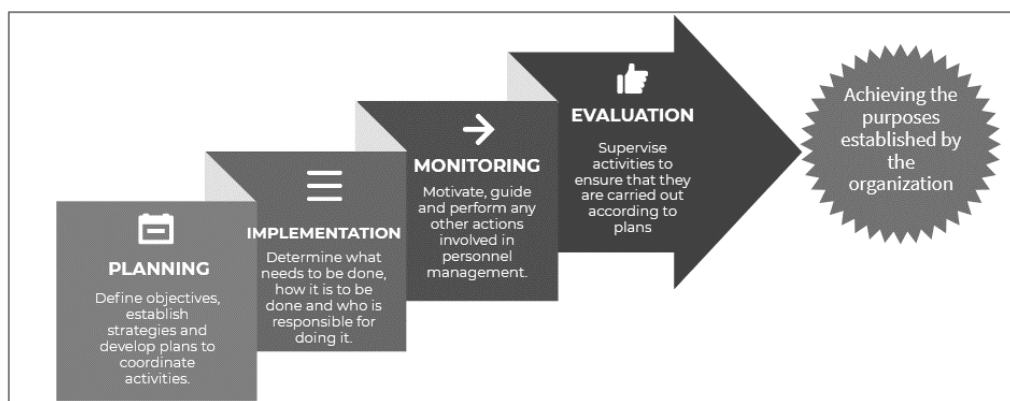 PLANNING
Define objectives,
establish
strategies and
develop plans to
coordinate
activities.
IMPLEMENTATION
Determine what
needs to be done,
how it is to be
done and who is
responsible for
doing it.
MONITORING
Motivate, guide
and perform any
other actions
involved in
personnel
management.
EVALUATION
Supervise
activities to
ensure that they
are carried out
according to
plans
Achieving the
purposes
established by
the
organization